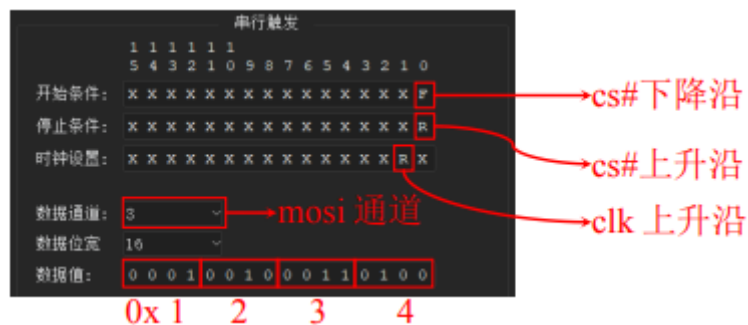 串行触发
1 1 1 1 1 1
5 4 3 2 1 0 9 8 7 6 5 4 3 2 1 0
开始条件: X X X X X X X X X X X X X X X F cs#下降沿
停止条件: X X X X X X X X X X X X X X X R cs#上升沿
时钟设置: X X X X X X X X X X X X X X R X clk 上升沿
数据通道: 3 mosi 通道
数据位宽 16
数据值: 0 0 0 1 0 0 1 0 0 0 1 1 0 1 0 0
0x 1 2 3 4